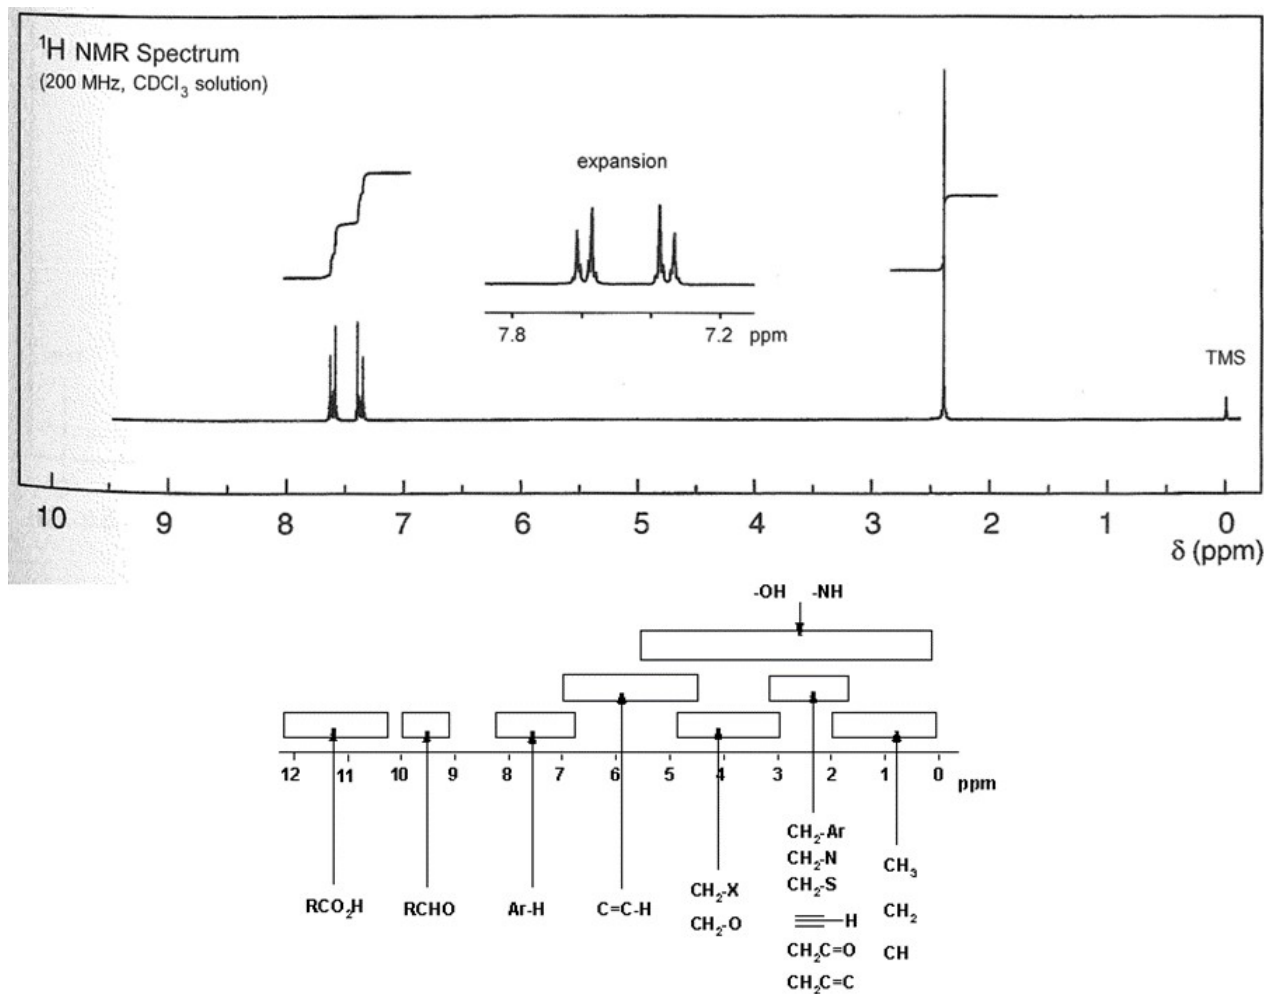 ¹H NMR Spectrum
(200 MHz, CDCl₃ solution)
expansion
7.8 7.2 ppm
TMS
10 9 8 7 6 5 4 3 2 1 0
δ (ppm)
-OH -NH
12 11 10 9 8 7 6 5 4 3 2 1 0 ppm
RCO₂H RCHO Ar-H C=C-H
CH₂-X
CH₂-O
CH₂-Ar
CH₂-N
CH₂-S
H
CH₂C=O
CH₂C=C
CH₃
CH₂
CH